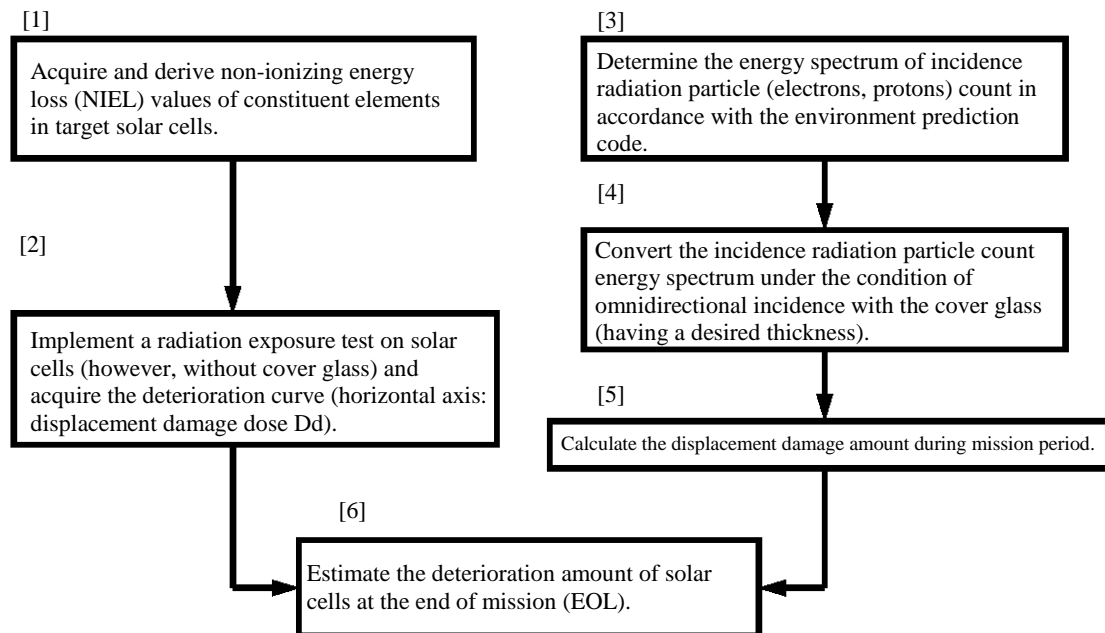 [1]
Acquire and derive non-ionizing energy
loss (NIEL) values of constituent elements
in target solar cells.
[2]
Implement a radiation exposure test on solar
cells (however, without cover glass) and
acquire the deterioration curve (horizontal axis:
displacement damage dose Dd).
[3]
Determine the energy spectrum of incidence
radiation particle (electrons, protons) count in
accordance with the environment prediction
code.
[4]
Convert the incidence radiation particle count
energy spectrum under the condition of
omnidirectional incidence with the cover glass
(having a desired thickness).
[5]
Calculate the displacement damage amount during mission period.
[6]
Estimate the deterioration amount of solar
cells at the end of mission (EOL).